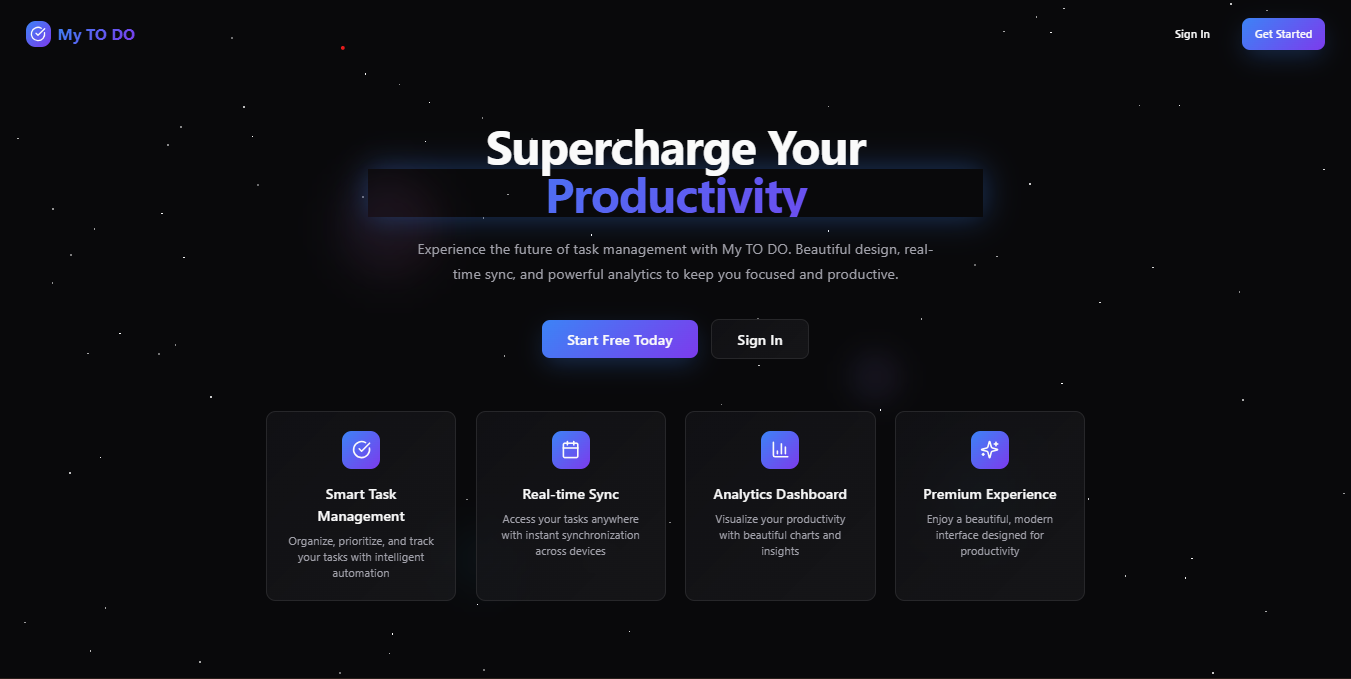 My TO DO
Sign In
Get Started
Supercharge Your
Productivity
Experience the future of task management with My TO DO. Beautiful design, real-
time sync, and powerful analytics to keep you focused and productive.
Start Free Today
Sign In
Smart Task
Management
Organize, prioritize, and track
your tasks with intelligent
automation
Real-time Sync
Access your tasks anywhere
with instant synchronization
across devices
Analytics Dashboard
Visualize your productivity
with beautiful charts and
insights
Premium Experience
Enjoy a beautiful, modern
interface designed for
productivity